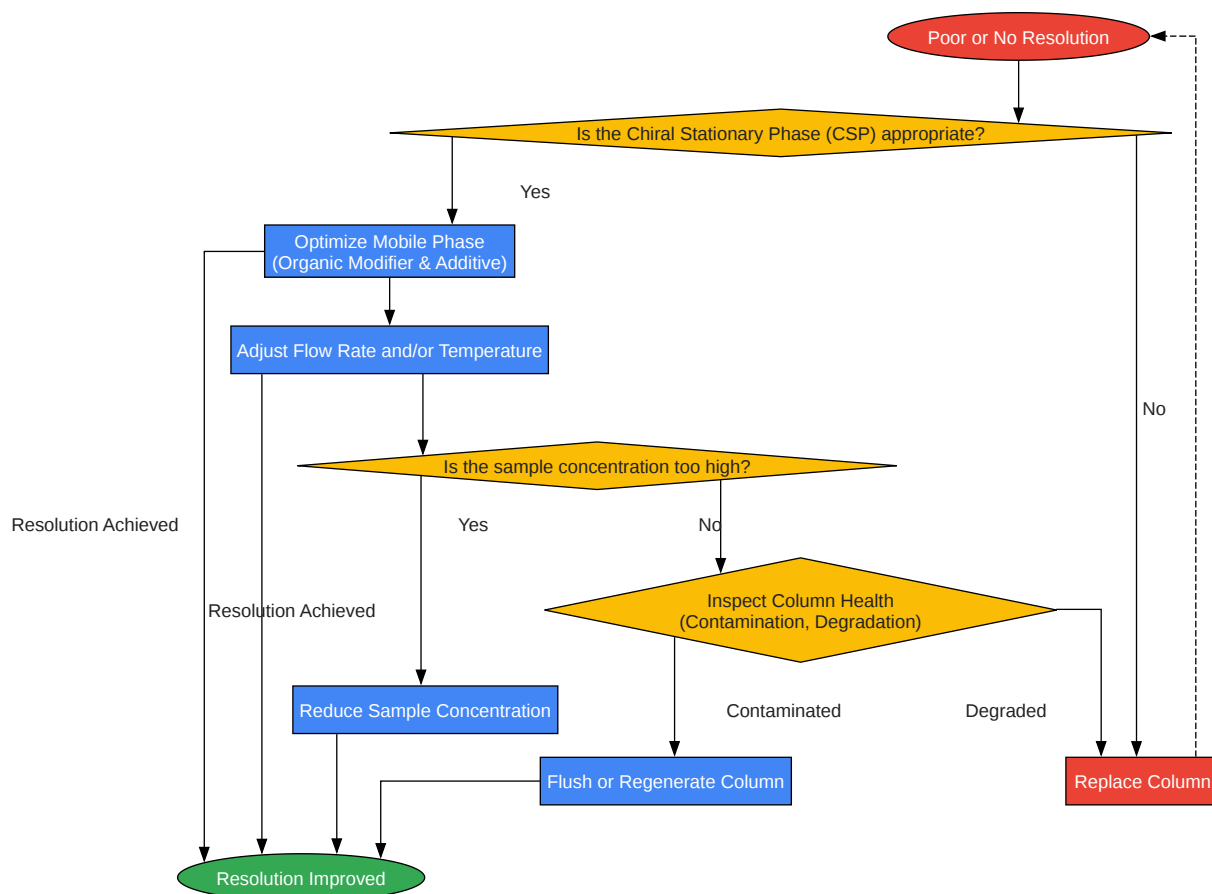 Poor or No Resolution
Is the Chiral Stationary Phase (CSP) appropriate?
Yes
Optimize Mobile Phase
(Organic Modifier & Additive)
Adjust Flow Rate and/or Temperature
No
Is the sample concentration too high?
Resolution Achieved
Yes
No
Resolution Achieved
Inspect Column Health
(Contamination, Degradation)
Reduce Sample Concentration
Contaminated
Degraded
Flush or Regenerate Column
Replace Column
Resolution Improved